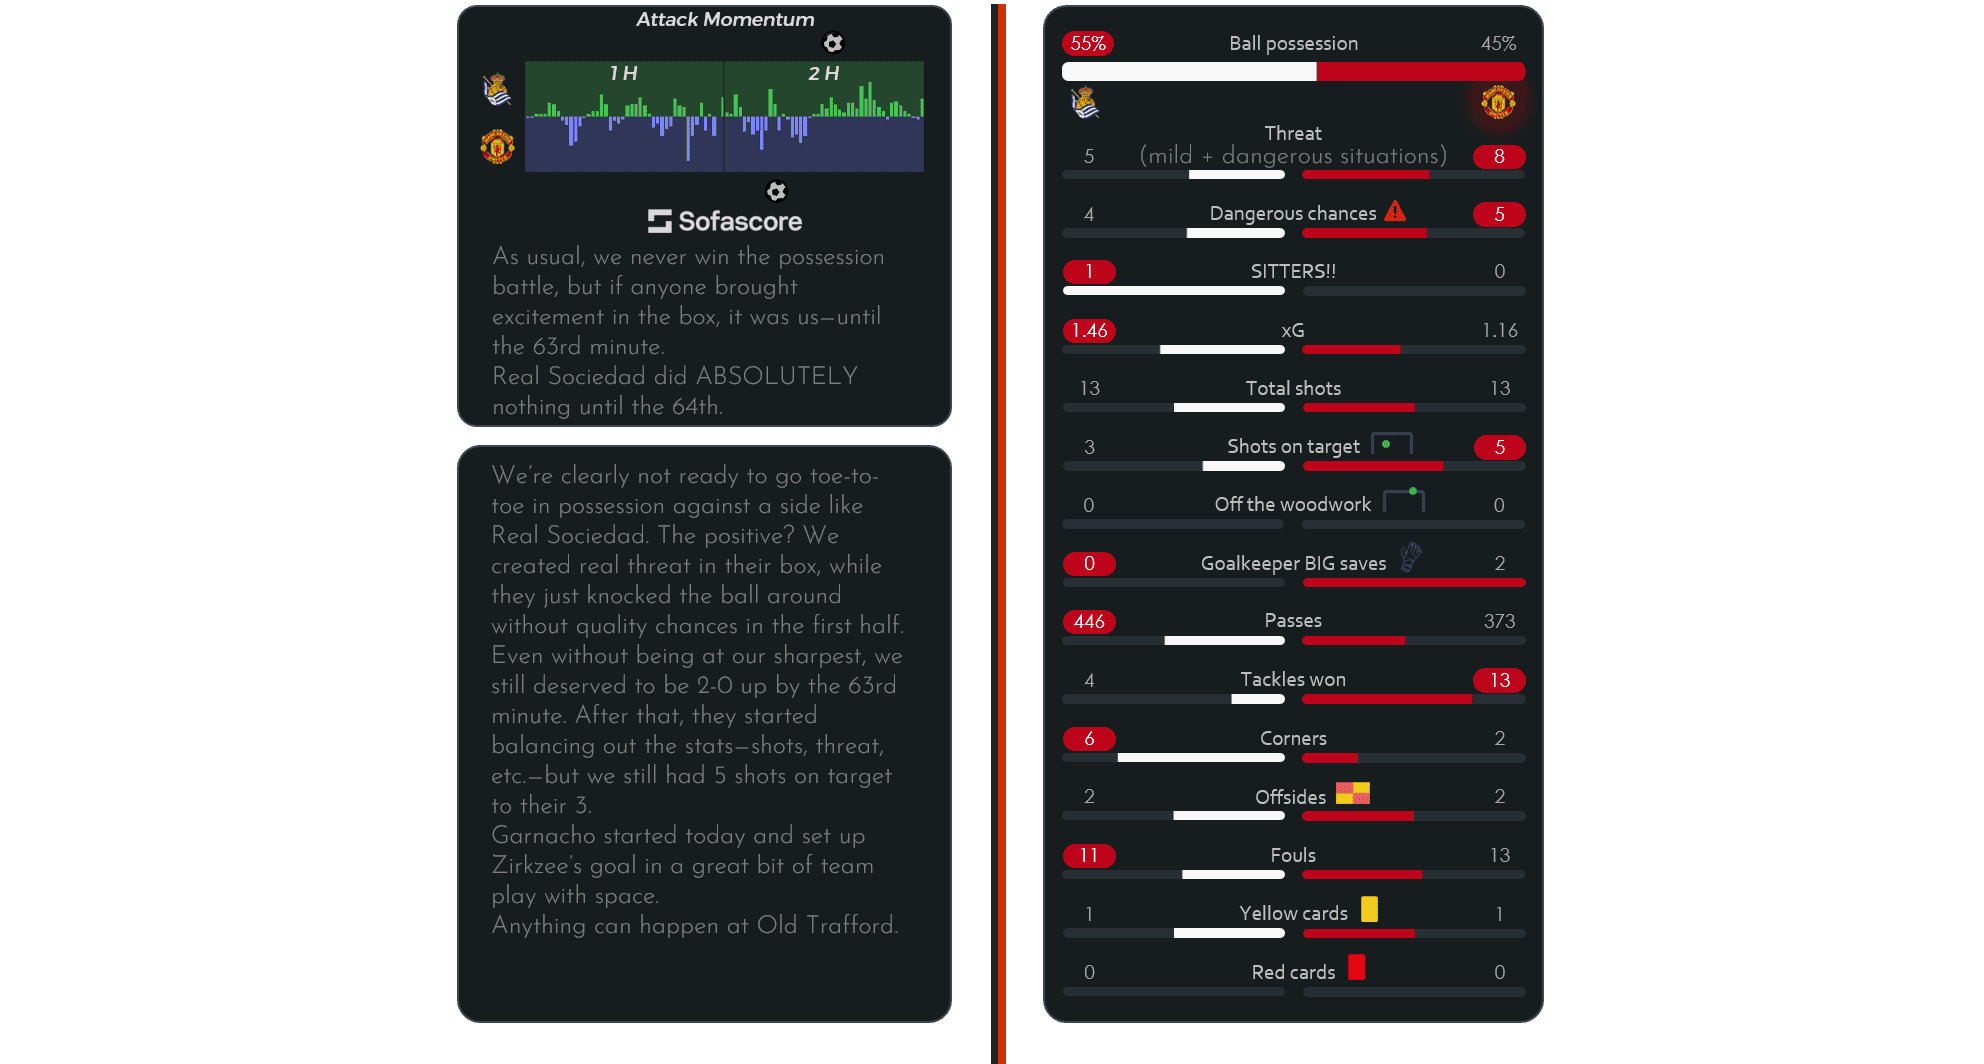 Attack Momentum
1 H
2 H
Sofascore
As usual, we never win the possession
battle, but if anyone brought
excitement in the box, it was us—until
the 63rd minute.
Real Sociedad did ABSOLUTELY
nothing until the 64th.
We're clearly not ready to go toe-to-
toe in possession against a side like
Real Sociedad. The positive? We
created real threat in their box, while
they just knocked the ball around
without quality chances in the first half.
Even without being at our sharpest, we
still deserved to be 2-0 up by the 63rd
minute. After that, they started
balancing out the stats—shots, threat,
etc.—but we still had 5 shots on target
to their 3.
Garnacho started today and set up
Zirkzee's goal in a great bit of team
play with space.
Anything can happen at Old Trafford.
55% Ball possession 45%
Threat
5 (mild + dangerous situations) 8
4 Dangerous chances 5
1 SITTERS!! 0
1.46 xG 1.16
13 Total shots 13
3 Shots on target 5
0 Off the woodwork 0
0 Goalkeeper BIG saves 2
446 Passes 373
4 Tackles won 13
6 Corners 2
2 Offsides 2
11 Fouls 13
1 Yellow cards 1
0 Red cards 0